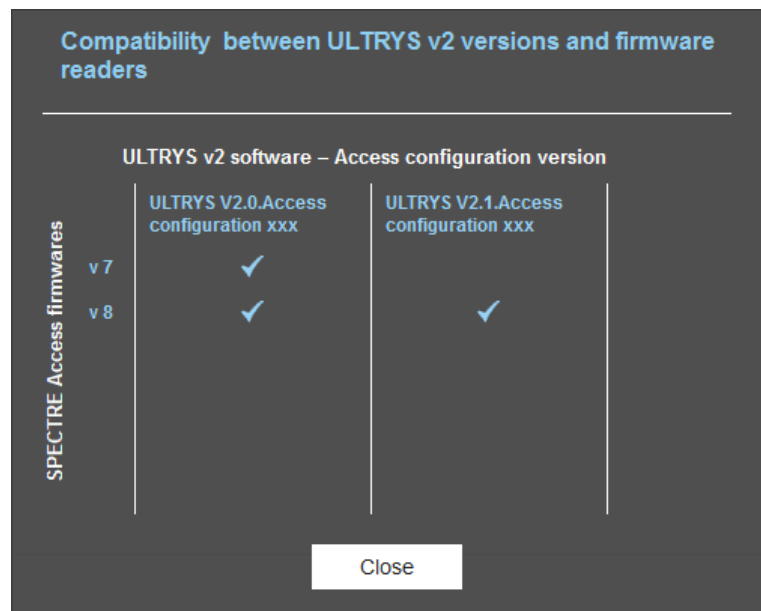 Compatibility between ULTRYS v2 versions and firmware
readers
ULTRYS v2 software – Access configuration version
ULTRYS V2.0.Access
configuration xxx
ULTRYS V2.1.Access
configuration xxx
SPECTRE Access firmwares
v 7
v 8
Close